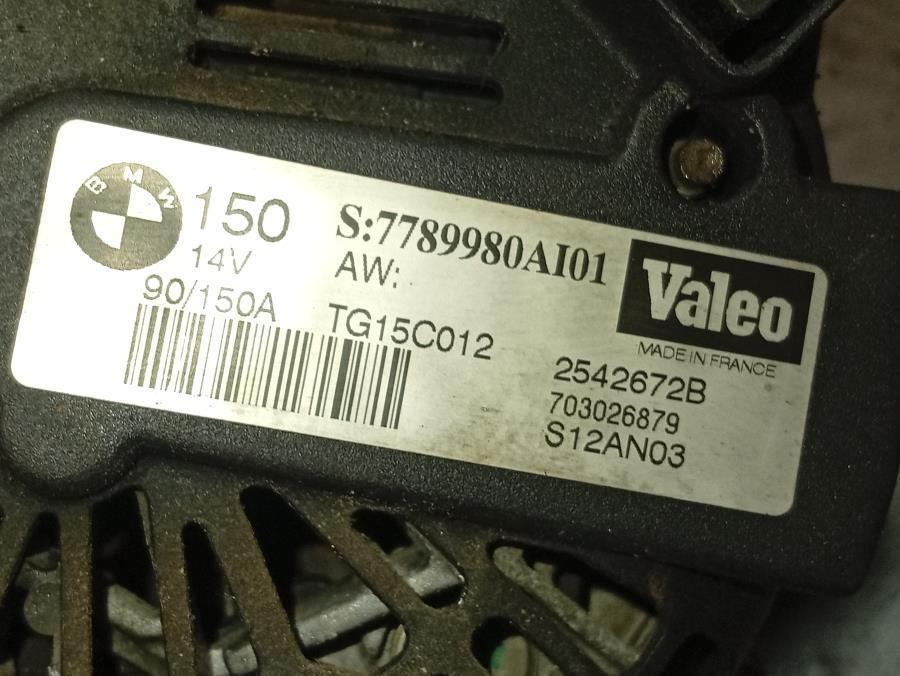 BMW
150
14V
90/150A
S:7789980AI01
AW:
TG15C012
Valeo
MADE IN FRANCE
2542672B
703026879
S12AN03